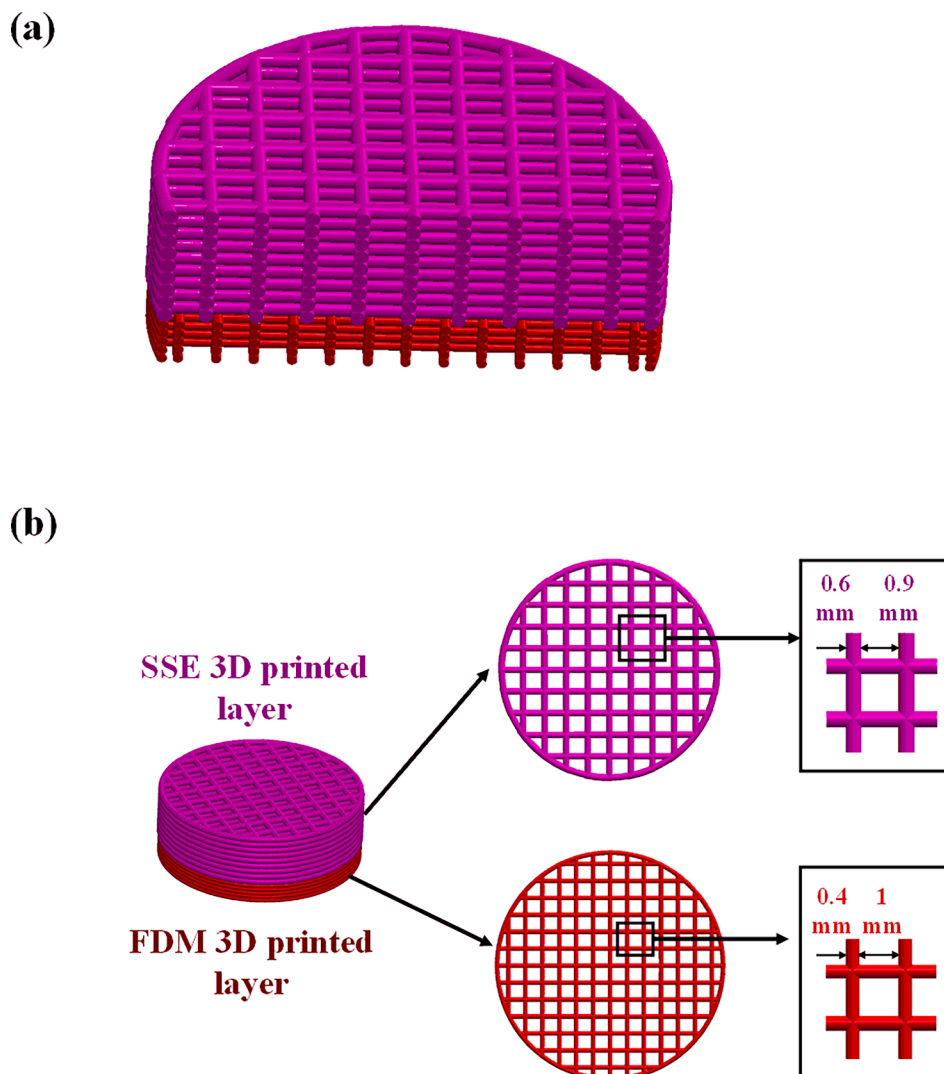 (a)
(b)
SSE 3D printed
layer
0.6 0.9
mm mm
FDM 3D printed
layer
0.4 1
mm mm